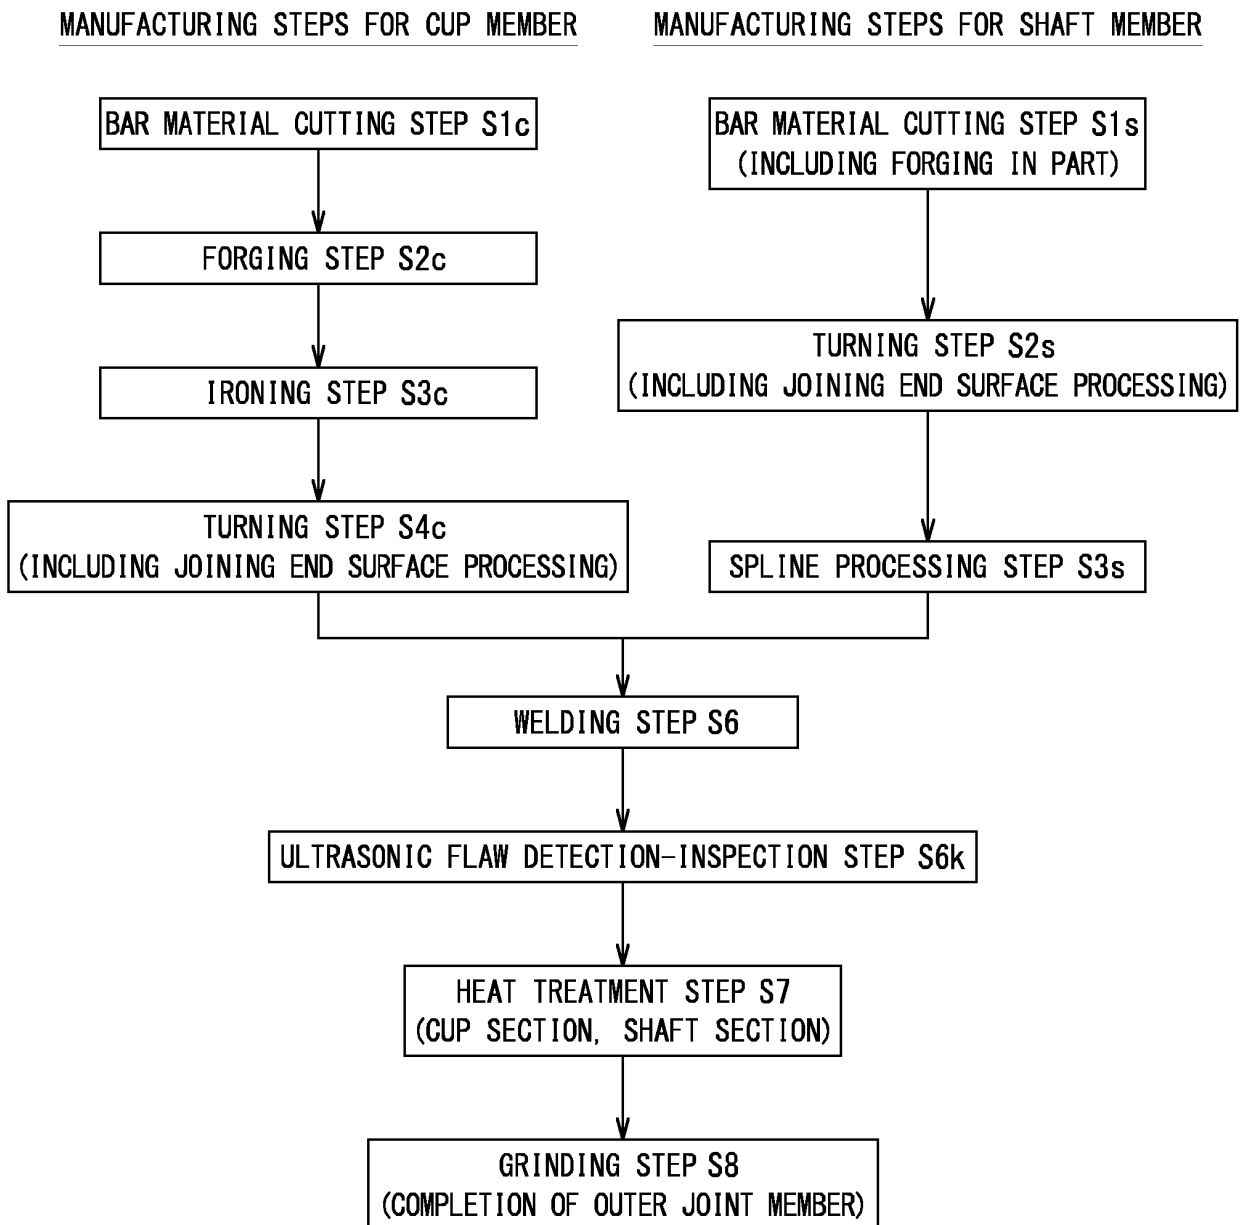 MANUFACTURING STEPS FOR CUP MEMBER
BAR MATERIAL CUTTING STEP S1c
FORGING STEP S2c
IRONING STEP S3c
TURNING STEP S4c
(INCLUDING JOINING END SURFACE PROCESSING)
MANUFACTURING STEPS FOR SHAFT MEMBER
BAR MATERIAL CUTTING STEP S1s
(INCLUDING FORGING IN PART)
TURNING STEP S2s
(INCLUDING JOINING END SURFACE PROCESSING)
SPLINE PROCESSING STEP S3s
WELDING STEP S6
ULTRASONIC FLAW DETECTION-INSPECTION STEP S6k
HEAT TREATMENT STEP S7
(CUP SECTION, SHAFT SECTION)
GRINDING STEP S8
(COMPLETION OF OUTER JOINT MEMBER)